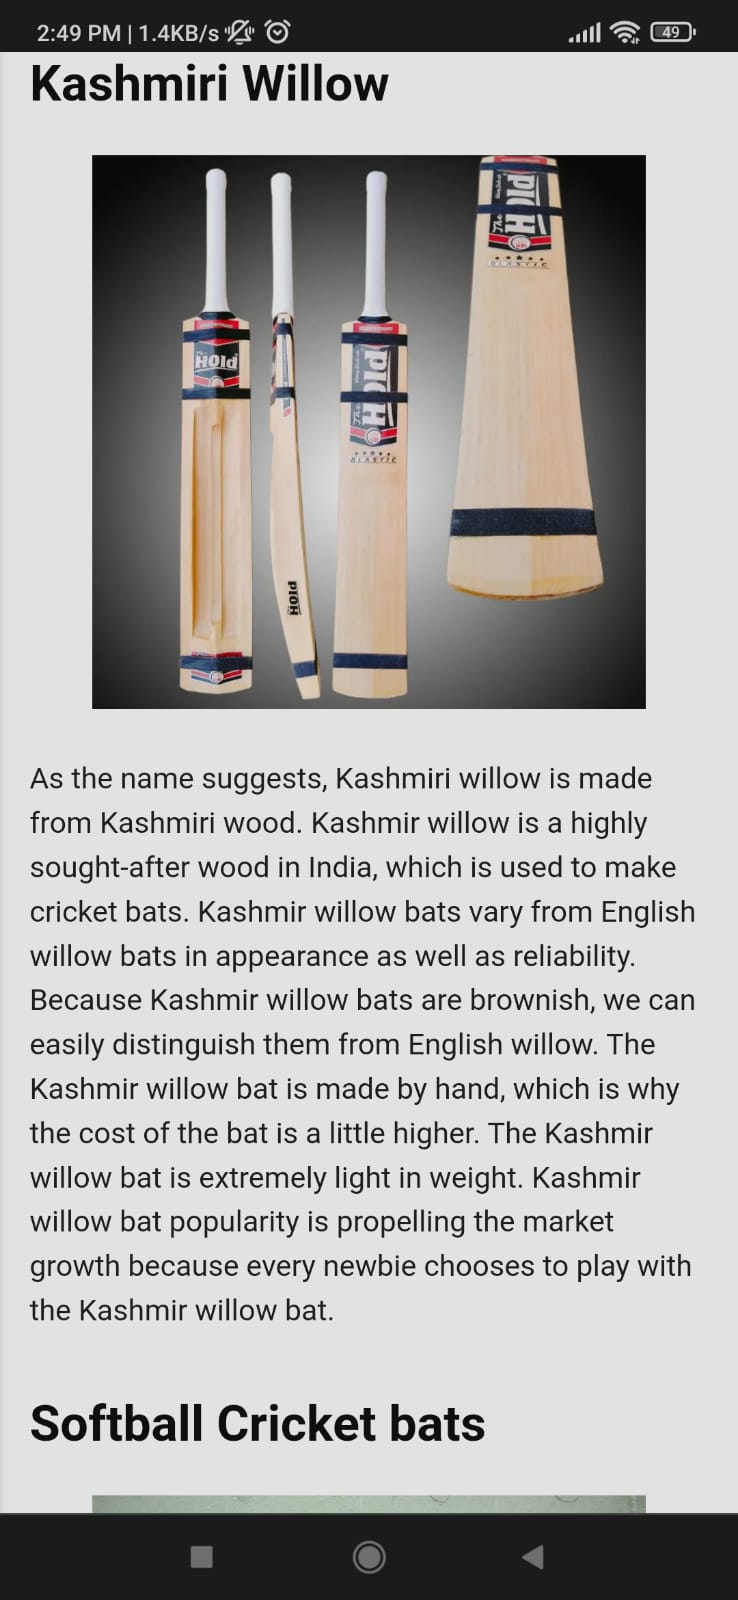 2:49 PM | 1.4KB/s
49
Kashmiri Willow
The Hold
Hold
The Hold
BLASTIC
The Hold
BLASTIC
As the name suggests, Kashmiri willow is made
from Kashmiri wood. Kashmir willow is a highly
sought-after wood in India, which is used to make
cricket bats. Kashmir willow bats vary from English
willow bats in appearance as well as reliability.
Because Kashmir willow bats are brownish, we can
easily distinguish them from English willow. The
Kashmir willow bat is made by hand, which is why
the cost of the bat is a little higher. The Kashmir
willow bat is extremely light in weight. Kashmir
willow bat popularity is propelling the market
growth because every newbie chooses to play with
the Kashmir willow bat.
Softball Cricket bats